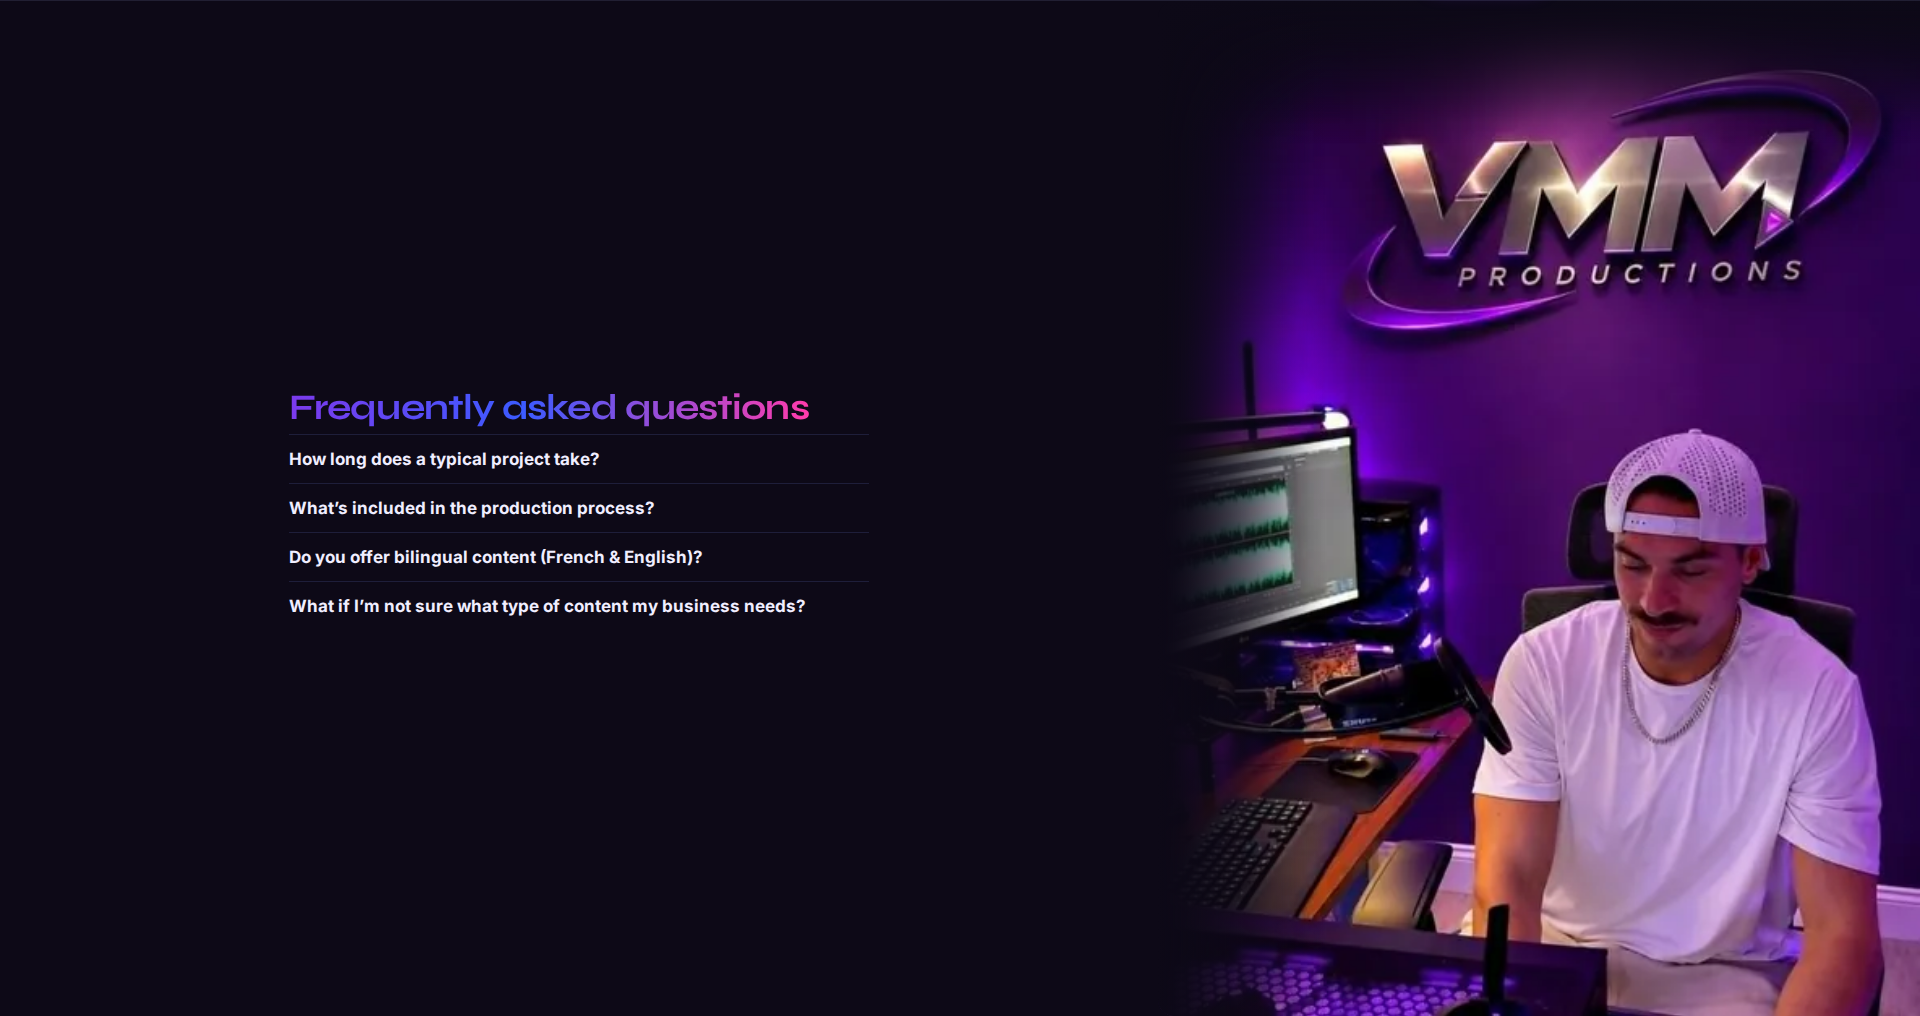 VMM
PRODUCTIONS
Frequently asked questions
How long does a typical project take?
What’s included in the production process?
Do you offer bilingual content (French & English)?
What if I’m not sure what type of content my business needs?